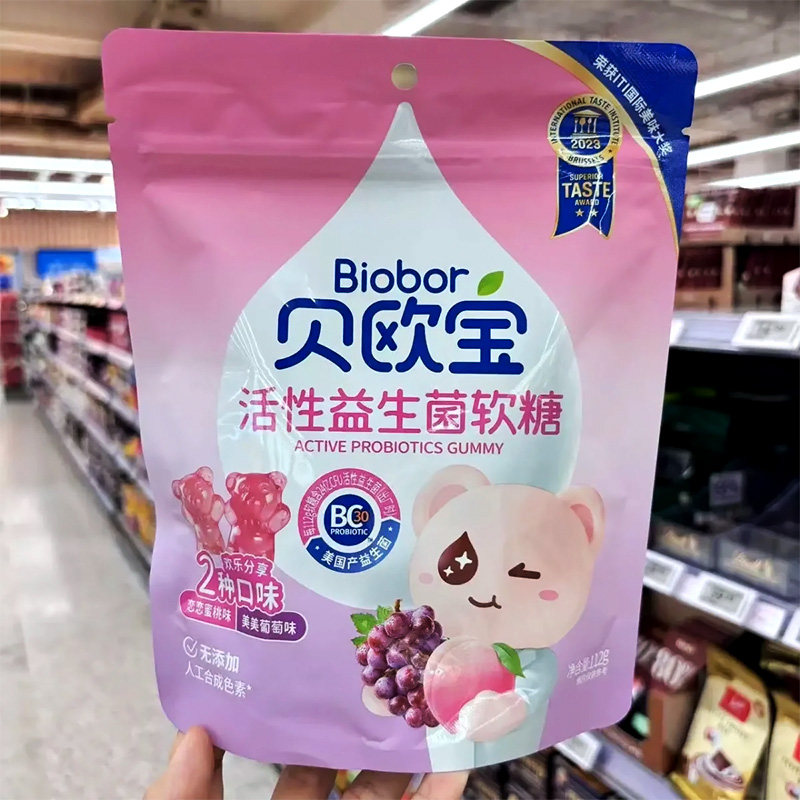 荣获ITI国际美味大奖
INTERNATIONAL TASTE INSTITUTE
2023
BRUSSELS
SUPERIOR
TASTE
AWARD
Biobor
贝欧宝
活性益生菌软糖
ACTIVE PROBIOTICS GUMMY
BC30
PROBIOTIC
美国产益生菌
欢乐分享
2种口味
恋恋蜜桃味
美美葡萄味
无添加
人工合成色素*
净含量:112g